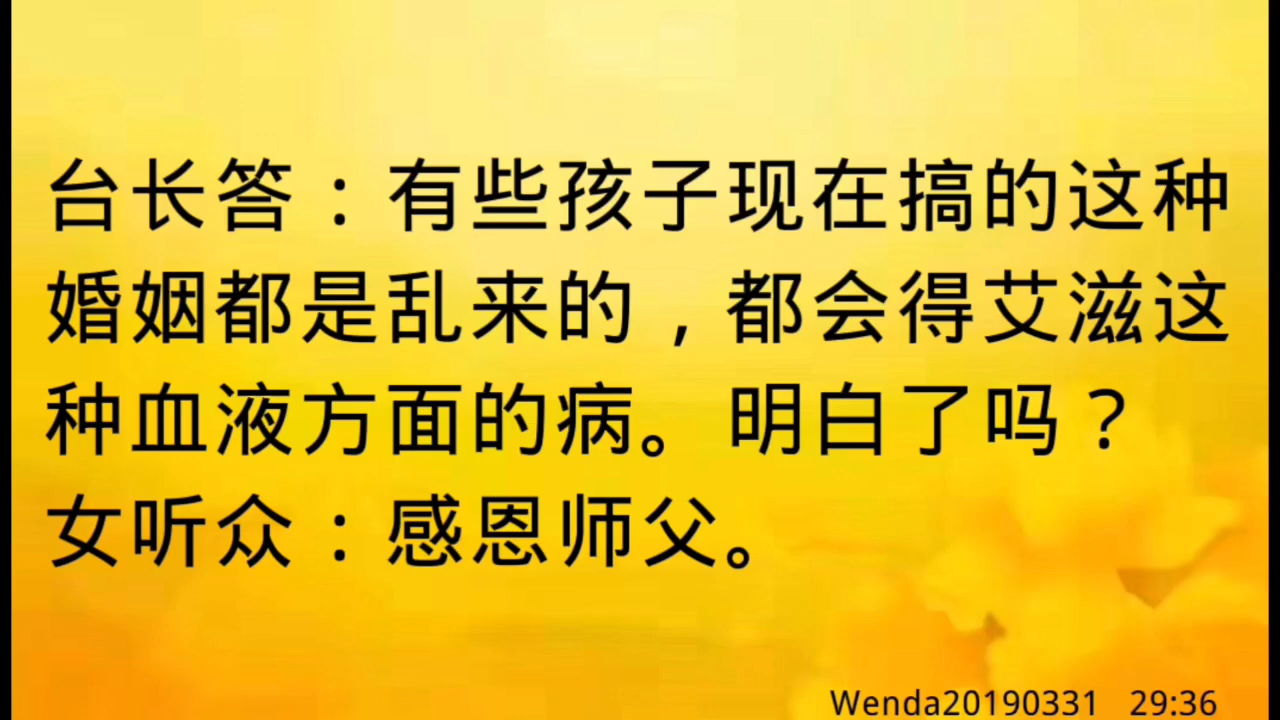 台长答：有些孩子现在搞的这种
婚姻都是乱来的，都会得艾滋这
种血液方面的病。明白了吗？
女听众：感恩师父。
Wenda20190331 29:36